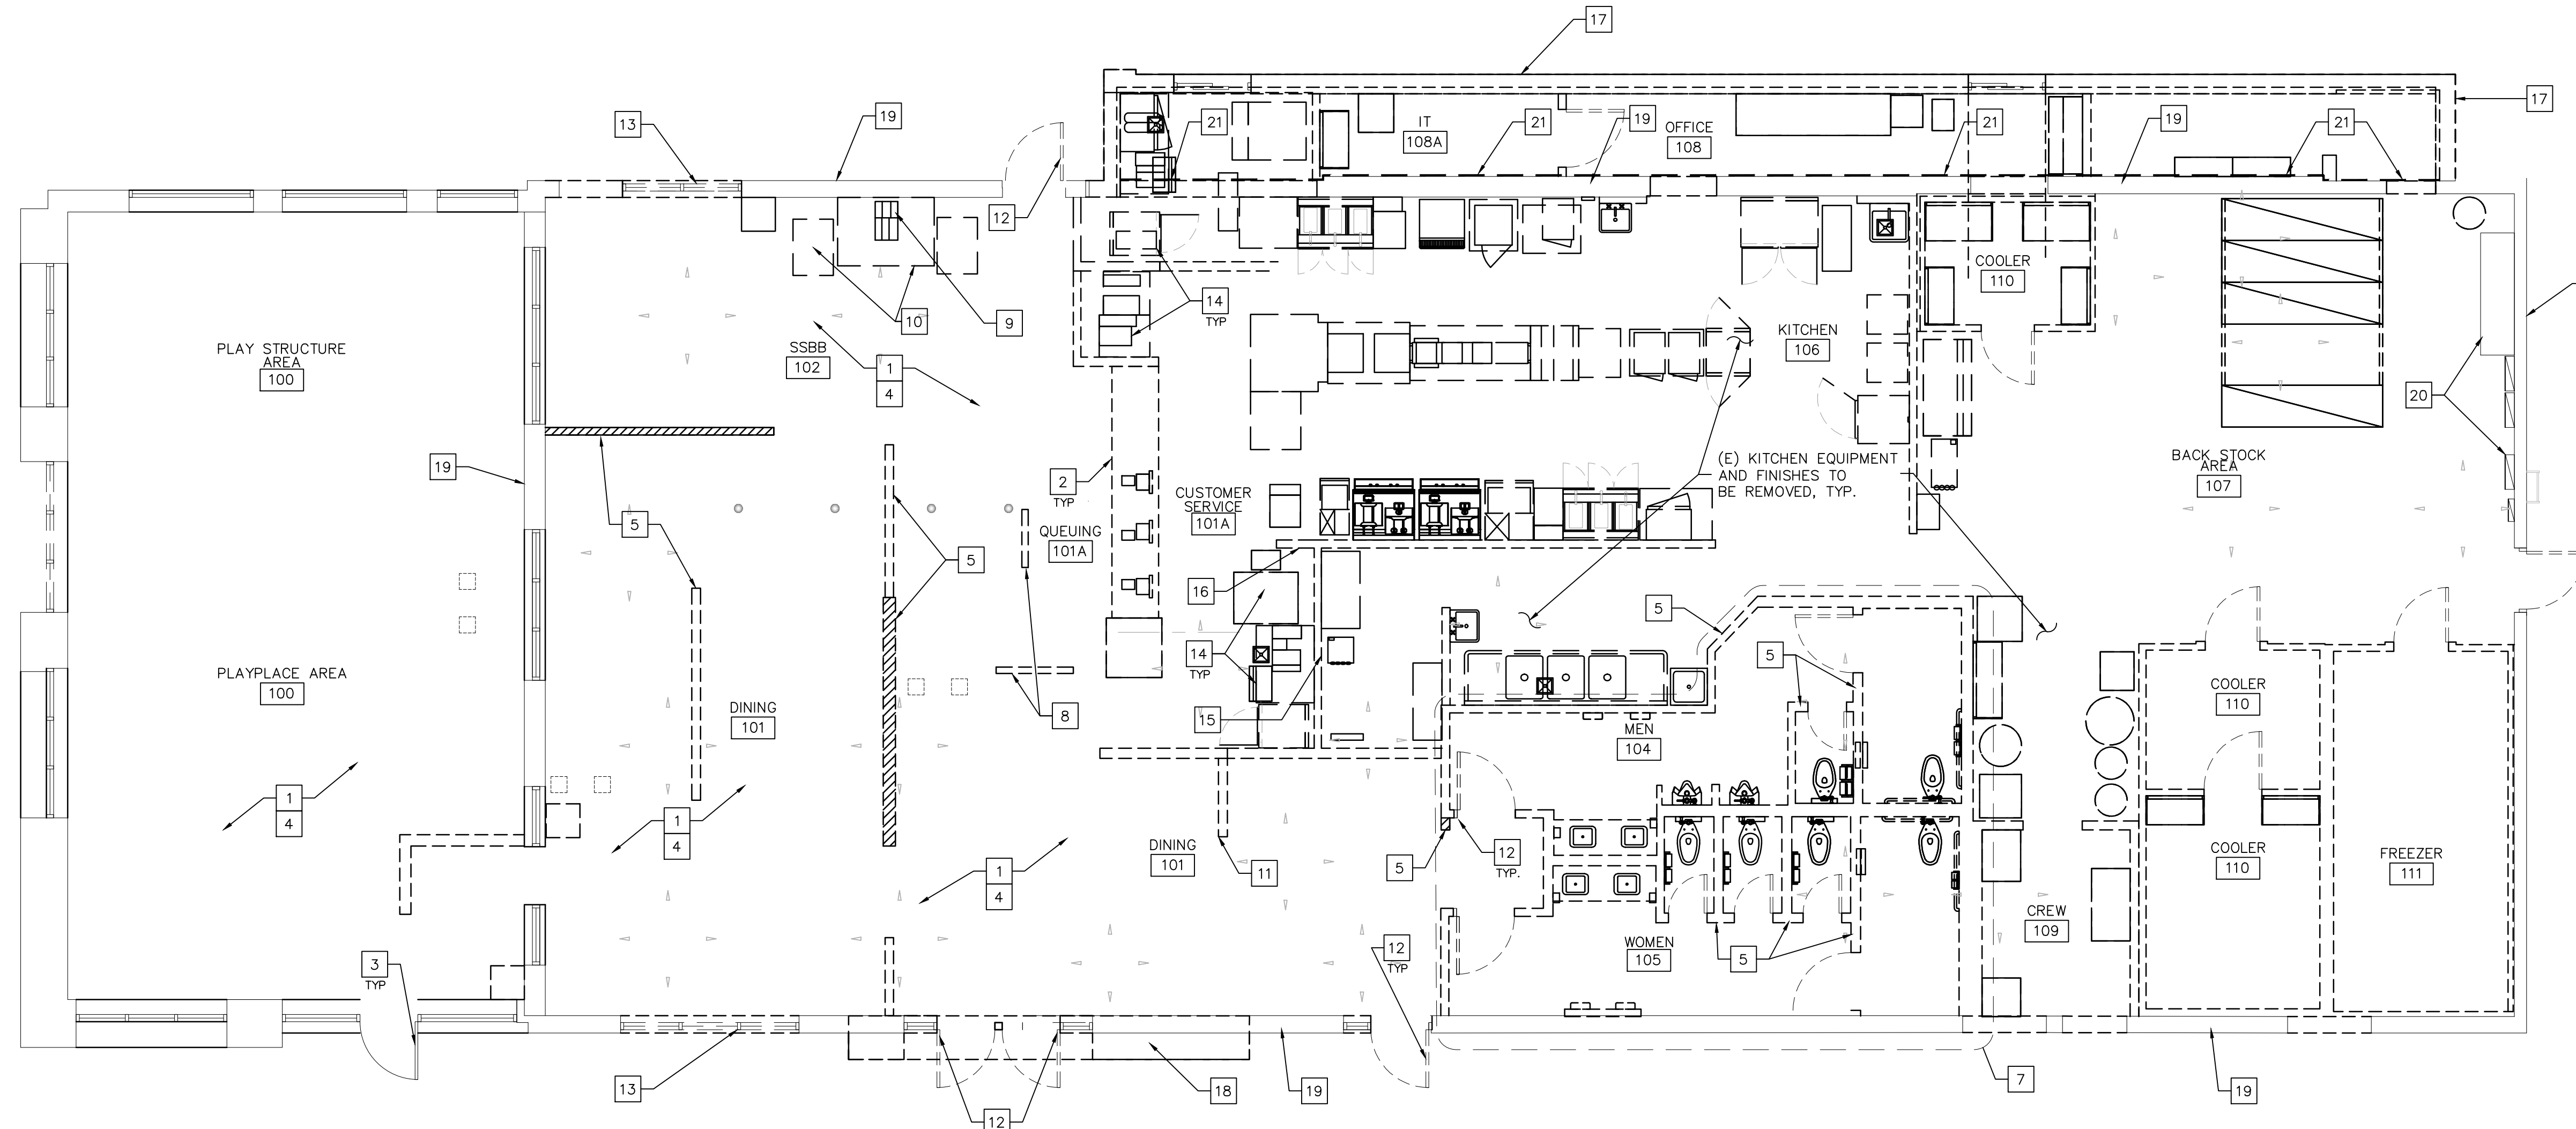 17
17
13
19
12
21
IT
108A
21
19
OFFICE
108
21
19
21
PLAY STRUCTURE
AREA
100
SSBB
102
10
9
14
TYP
1
4
KITCHEN
106
COOLER
110
20
19
5
2
TYP
CUSTOMER
SERVICE
101A
QUEUING
101A
5
(E) KITCHEN EQUIPMENT
AND FINISHES TO
BE REMOVED, TYP.
BACK STOCK
AREA
107
16
5
14
TYP
5
PLAYPLACE AREA
100
DINING
101
8
15
MEN
104
COOLER
110
1
4
1
4
DINING
101
11
5
12
TYP.
COOLER
110
FREEZER
111
1
4
CREW
109
WOMEN
105
5
3
TYP
12
TYP
13
12
18
19
7
19